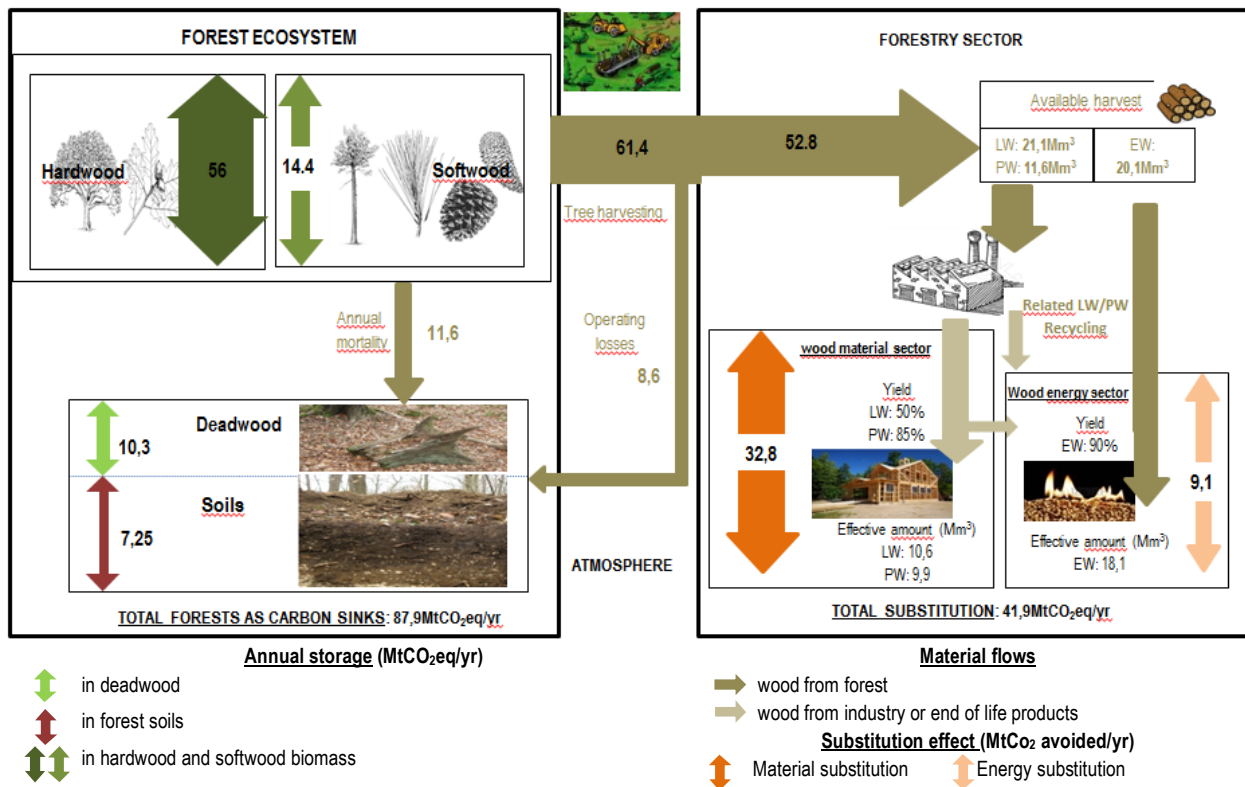 FOREST ECOSYSTEM
Hardwood
56
14.4
Softwood
Annual
mortality
11,6
Deadwood
10,3
Soils
7,25
TOTAL FORESTS AS CARBON SINKS: 87,9MtCO₂eq/yr
61,4
52.8
Tree harvesting
Operating
losses
8,6
ATMOSPHERE
FORESTRY SECTOR
Available harvest
LW: 21,1Mm³
PW: 11,6Mm³
EW:
20,1Mm³
Related LW/PW
Recycling
wood material sector
Yield
LW: 50%
PW: 85%
32,8
Effective amount (Mm³)
LW: 10,6
PW: 9,9
Wood energy sector
Yield
EW: 90%
9,1
Effective amount (Mm³)
EW: 18,1
TOTAL SUBSTITUTION: 41,9MtCO₂eq/yr
Annual storage (MtCO₂eq/yr)
in deadwood
in forest soils
in hardwood and softwood biomass
Material flows
wood from forest
wood from industry or end of life products
Substitution effect (MtCo₂ avoided/yr)
Material substitution
Energy substitution